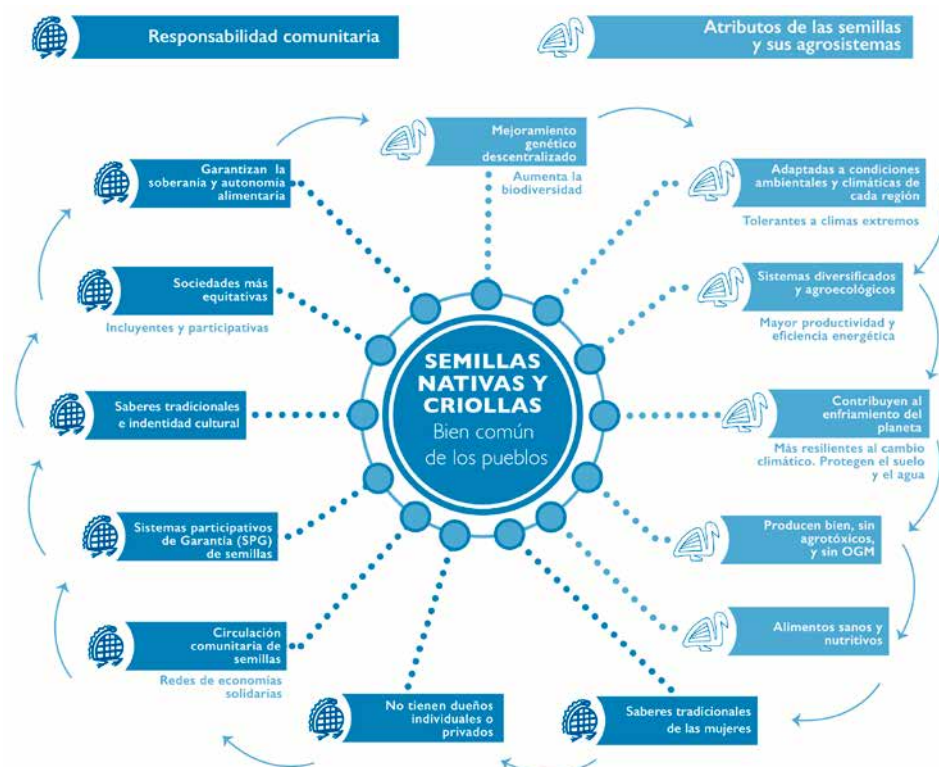 Responsabilidad comunitaria
Atributos de las semillas
y sus agrosistemas
Mejoramiento
genético
descentralizado
Aumenta la
biodiversidad
Adaptadas a condiciones
ambientales y climáticas de
cada región
Tolerantes a climas extremos
Sistemas diversificados
y agroecológicos
Mayor productividad y
eficiencia energética
Contribuyen al
enfriamiento del
planeta
Más resilientes al cambio
climático. Protegen el suelo
y el agua
Producen bien, sin
agrotóxicos,
y sin OGM
Alimentos sanos y
nutritivos
Saberes tradicionales
de las mujeres
No tienen dueños
individuales o
privados
Circulación
comunitaria de
semillas
Redes de economías
solidarias
Sistemas participativos
de Garantía (SPG)
de semillas
Saberes tradicionales
e indentidad cultural
Sociedades más
equitativas
Incluyentes y participativas
Garantizan la
soberanía y autonomía
alimentaria
SEMILLAS
NATIVAS Y
CRIOLLAS
Bien común
de los pueblos